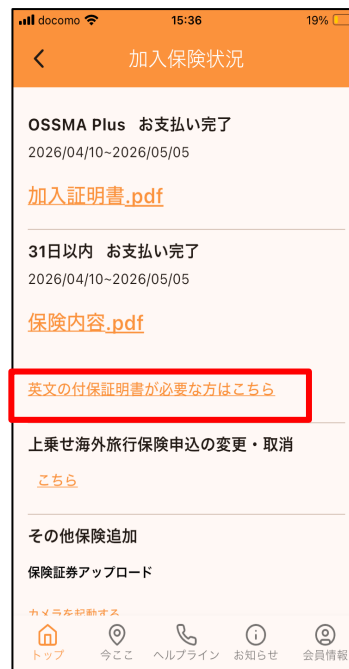 docomo 15:36 19%
加入保険状況
OSSMA Plus お支払い完了
2026/04/10~2026/05/05
加入証明書.pdf
31日以内 お支払い完了
2026/04/10~2026/05/05
保険内容.pdf
英文の付保証明書が必要な方はこちら
上乗せ海外旅行保険申込の変更・取消
こちら
その他保険追加
保険証券アップロード
カメラを起動する
トップ 今ここ ヘルプライン お知らせ 会員情報